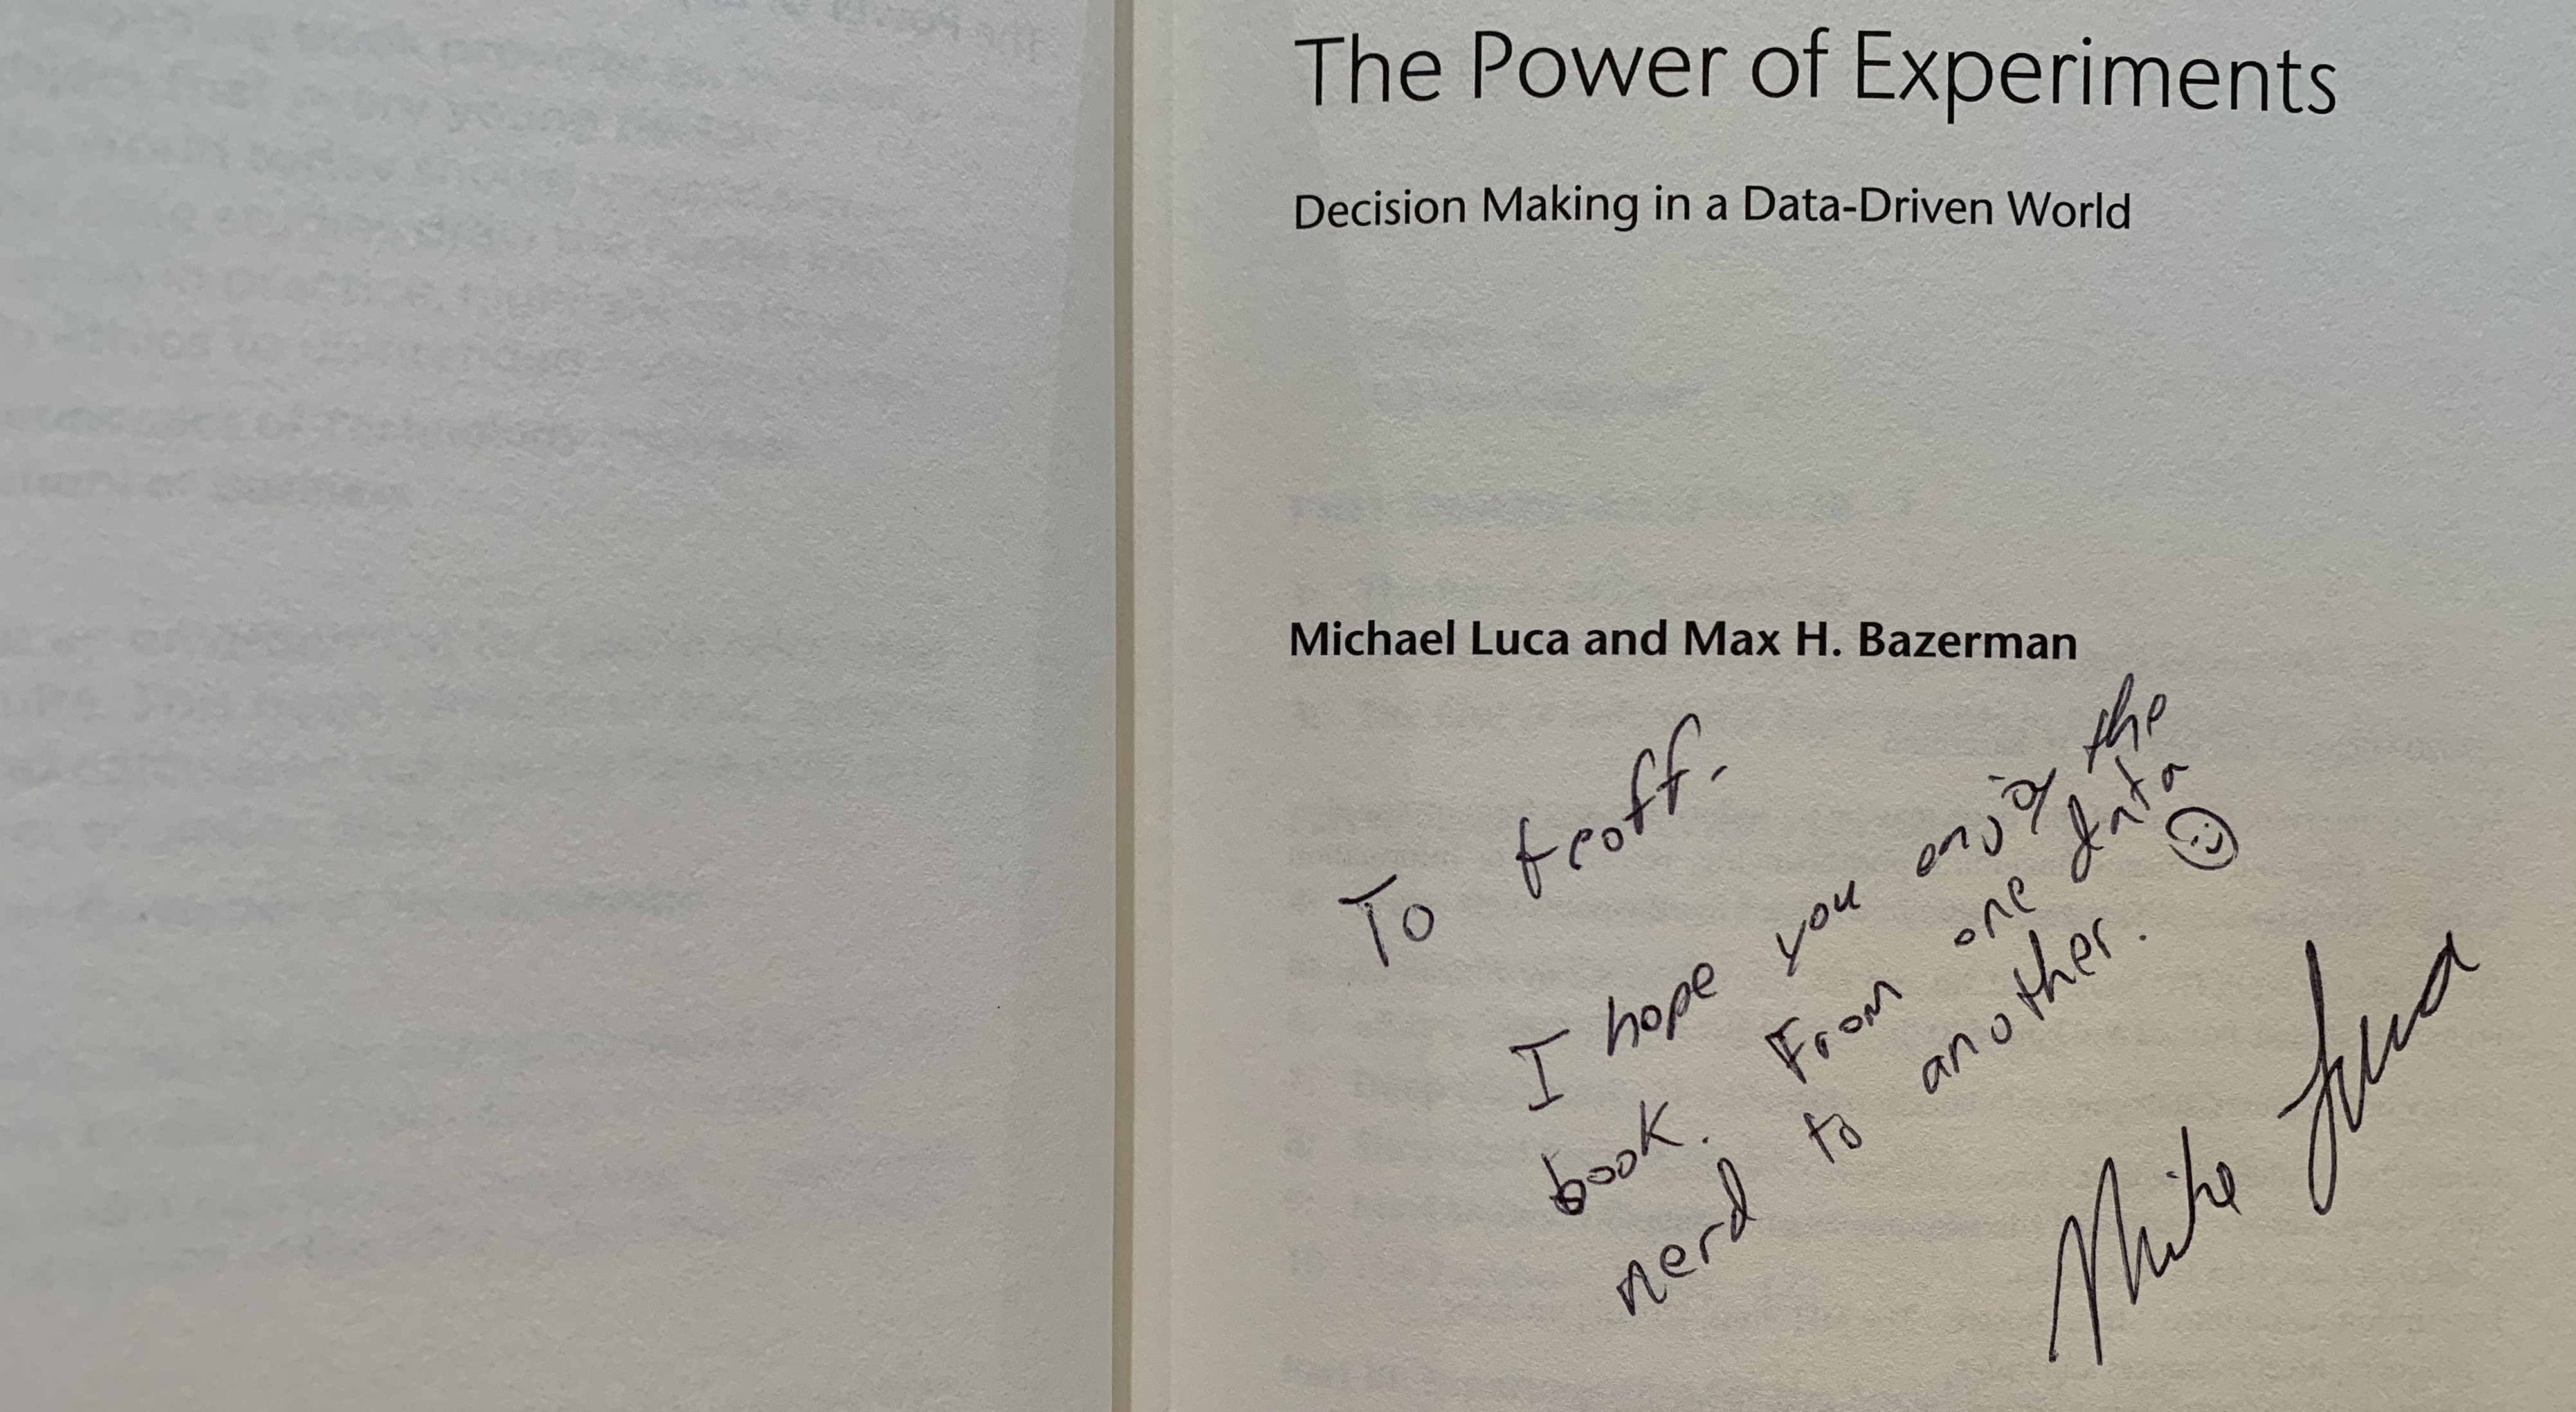 The Power of Experiments
Decision Making in a Data-Driven World
Michael Luca and Max H. Bazerman
To Geoff-
I hope you enjoy the
book. From one data
nerd to another.
Mike Luca